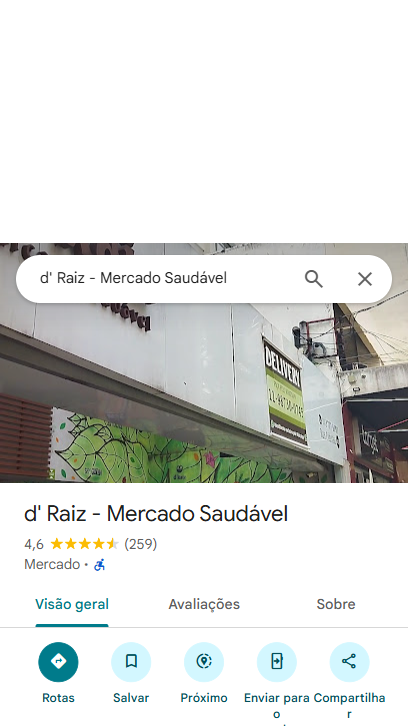 d' Raiz - Mercado Saudável
DELIVERY
d' Raiz - Mercado Saudável
4,6 (259)
Mercado
Visão geral Avaliações Sobre
Rotas Salvar Próximo Enviar para Compartilha
o r